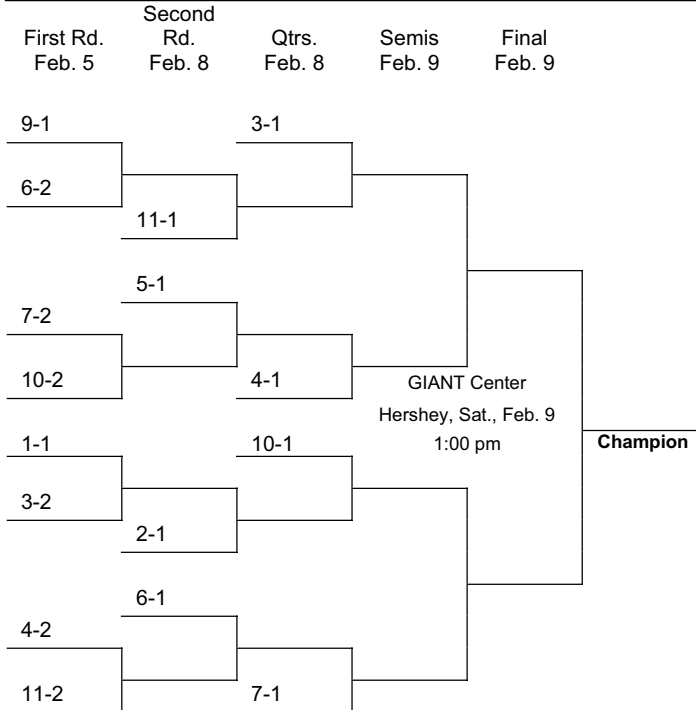 First Rd.
Feb. 5
Second
Rd.
Feb. 8
Qtrs.
Feb. 8
Semis
Feb. 9
Final
Feb. 9
9-1
3-1
6-2
11-1
5-1
7-2
10-2
4-1
GIANT Center
Hershey, Sat., Feb. 9
1:00 pm
Champion
1-1
10-1
3-2
2-1
6-1
4-2
11-2
7-1